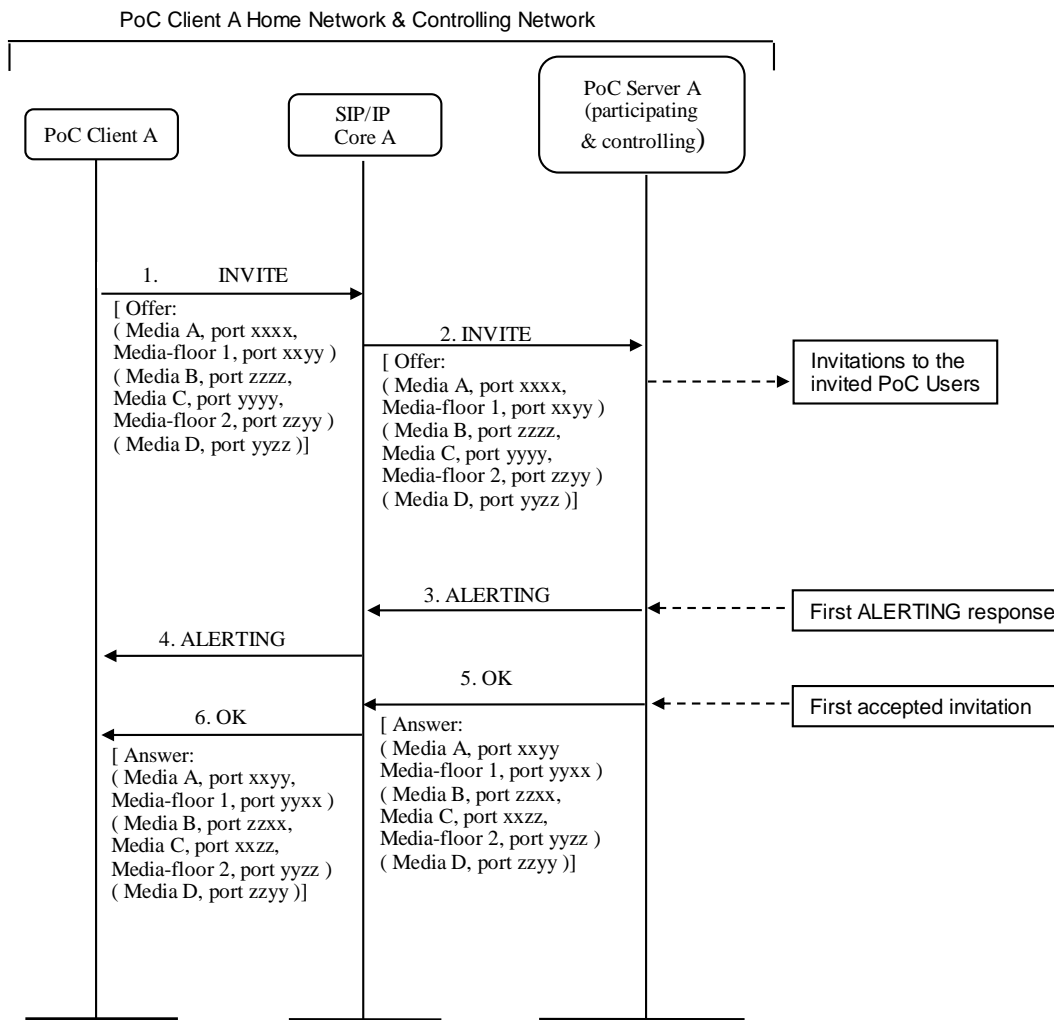 PoC Client A Home Network & Controlling Network
PoC Client A
SIP/IP
Core A
PoC Server A
(participating
& controlling)
1. INVITE
[ Offer:
( Media A, port xxxx,
Media-floor 1, port xxyy )
( Media B, port zzzz,
Media C, port yyyy,
Media-floor 2, port zzyy )
( Media D, port yyzz )]
2. INVITE
[ Offer:
( Media A, port xxxx,
Media-floor 1, port xxyy )
( Media B, port zzzz,
Media C, port yyyy,
Media-floor 2, port zzyy )
( Media D, port yyzz )]
Invitations to the
invited PoC Users
3. ALERTING
First ALERTING response
4. ALERTING
5. OK
First accepted invitation
[ Answer:
( Media A, port xxyy
Media-floor 1, port yyxx )
( Media B, port zzxx,
Media C, port xxzz,
Media-floor 2, port yyzz )
( Media D, port zzyy )]
6. OK
[ Answer:
( Media A, port xxyy,
Media-floor 1, port yyxx )
( Media B, port zzxx,
Media C, port xxzz,
Media-floor 2, port yyzz )
( Media D, port zzyy )]